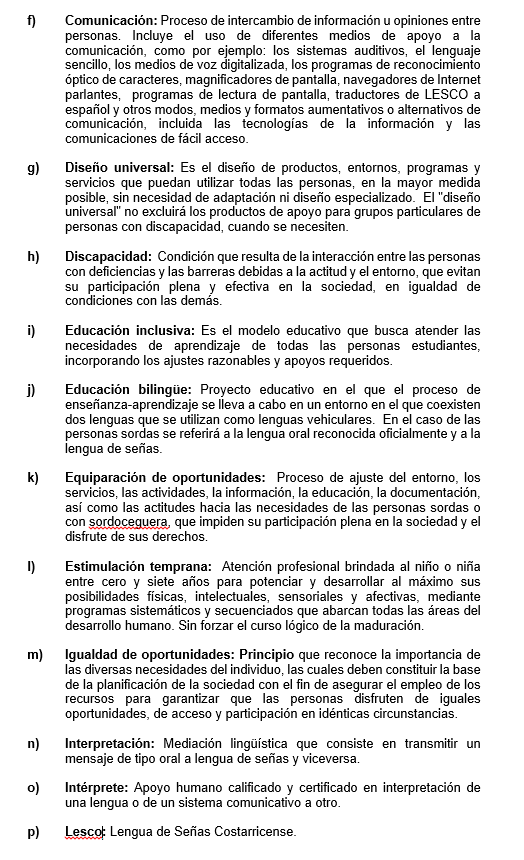 f) Comunicación: Proceso de intercambio de información u opiniones entre
personas. Incluye el uso de diferentes medios de apoyo a la
comunicación, como por ejemplo: los sistemas auditivos, el lenguaje
sencillo, los medios de voz digitalizada, los programas de reconocimiento
óptico de caracteres, magnificadores de pantalla, navegadores de Internet
parlantes, programas de lectura de pantalla, traductores de LESCO a
español y otros modos, medios y formatos aumentativos o alternativos de
comunicación, incluida las tecnologías de la información y las
comunicaciones de fácil acceso.
g) Diseño universal: Es el diseño de productos, entornos, programas y
servicios que puedan utilizar todas las personas, en la mayor medida
posible, sin necesidad de adaptación ni diseño especializado. El "diseño
universal" no excluirá los productos de apoyo para grupos particulares de
personas con discapacidad, cuando se necesiten.
h) Discapacidad: Condición que resulta de la interacción entre las personas
con deficiencias y las barreras debidas a la actitud y el entorno, que evitan
su participación plena y efectiva en la sociedad, en igualdad de
condiciones con las demás.
i) Educación inclusiva: Es el modelo educativo que busca atender las
necesidades de aprendizaje de todas las personas estudiantes,
incorporando los ajustes razonables y apoyos requeridos.
j) Educación bilingüe: Proyecto educativo en el que el proceso de
enseñanza-aprendizaje se lleva a cabo en un entorno en el que coexisten
dos lenguas que se utilizan como lenguas vehiculares. En el caso de las
personas sordas se referirá a la lengua oral reconocida oficialmente y a la
lengua de señas.
k) Equiparación de oportunidades: Proceso de ajuste del entorno, los
servicios, las actividades, la información, la educación, la documentación,
así como las actitudes hacia las necesidades de las personas sordas o
con sordoceguera, que impiden su participación plena en la sociedad y el
disfrute de sus derechos.
l) Estimulación temprana: Atención profesional brindada al niño o niña
entre cero y siete años para potenciar y desarrollar al máximo sus
posibilidades físicas, intelectuales, sensoriales y afectivas, mediante
programas sistemáticos y secuenciados que abarcan todas las áreas del
desarrollo humano. Sin forzar el curso lógico de la maduración.
m) Igualdad de oportunidades: Principio que reconoce la importancia de
las diversas necesidades del individuo, las cuales deben constituir la base
de la planificación de la sociedad con el fin de asegurar el empleo de los
recursos para garantizar que las personas disfruten de iguales
oportunidades, de acceso y participación en idénticas circunstancias.
n) Interpretación: Mediación lingüística que consiste en transmitir un
mensaje de tipo oral a lengua de señas y viceversa.
o) Intérprete: Apoyo humano calificado y certificado en interpretación de
una lengua o de un sistema comunicativo a otro.
p) Lesco: Lengua de Señas Costarricense.